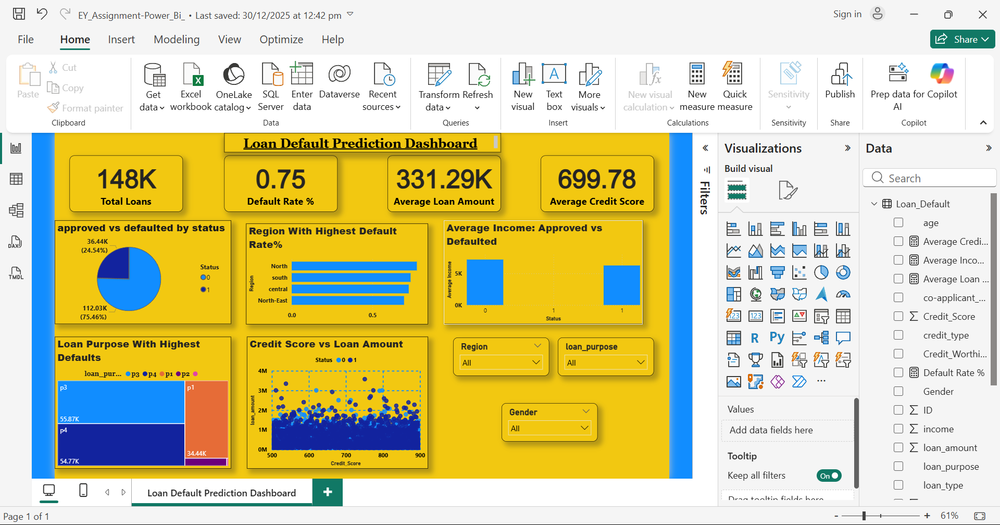 EY_Assignment-Power_Bi_ • Last saved: 30/12/2025 at 12:42 pm
Sign in
File Home Insert Modeling View Optimize Help
Share
Paste
Cut
Copy
Format painter
Clipboard
Get data
Excel workbook
OneLake catalog
SQL Server
Enter data
Dataverse
Recent sources
Data
Transform data
Refresh
Queries
New visual
Text box
More visuals
Insert
New visual calculation
New measure
Quick measure
Calculations
Sensitivity
Sensitivity
Publish
Share
Prep data for AI
Copilot
Copilot
DAX
TMDL
Loan Default Prediction Dashboard
148K
Total Loans
0.75
Default Rate %
331.29K
Average Loan Amount
699.78
Average Credit Score
approved vs defaulted by status
36.44K
(24.54%)
112.03K
(75.46%)
Status
0
1
Region With Highest Default
Rate%
Region
North
south
central
North-East
0.0 0.5
Average Income: Approved vs
Defaulted
Average Income
5K
0K
0 1 1
Status
Loan Purpose With Highest
Defaults
loan_pur... p3 p4 p1 p2
p3
55.87K
p4
54.77K
p1
34.44K
Credit Score vs Loan Amount
Status 0 1
loan_amount
4M
3M
2M
1M
0M
500 600 700 800 900
Credit_Score
Region
All
loan_purpose
All
Gender
All
Filters
Visualizations
Build visual
123
123
R
Py
Values
Add data fields here
Tooltip
Keep all filters
On
Drag tooltip fields here
Data
Search
Loan_Default
age
Average Credi...
Average Inco...
Average Loan ...
co-applicant_...
Credit_Score
credit_type
Credit_Worthi...
Default Rate %
Gender
ID
income
loan_amount
loan_purpose
loan_type
Loan Default Prediction Dashboard
Page 1 of 1
- + 61%